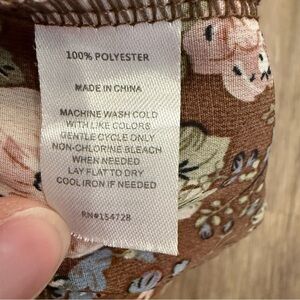 100% POLYESTER
MADE IN CHINA
MACHINE WASH COLD
WITH LIKE COLORS
GENTLE CYCLE ONLY
NON-CHLORINE BLEACH
WHEN NEEDED
LAY FLAT TO DRY
COOL IRON IF NEEDED
RN#154728